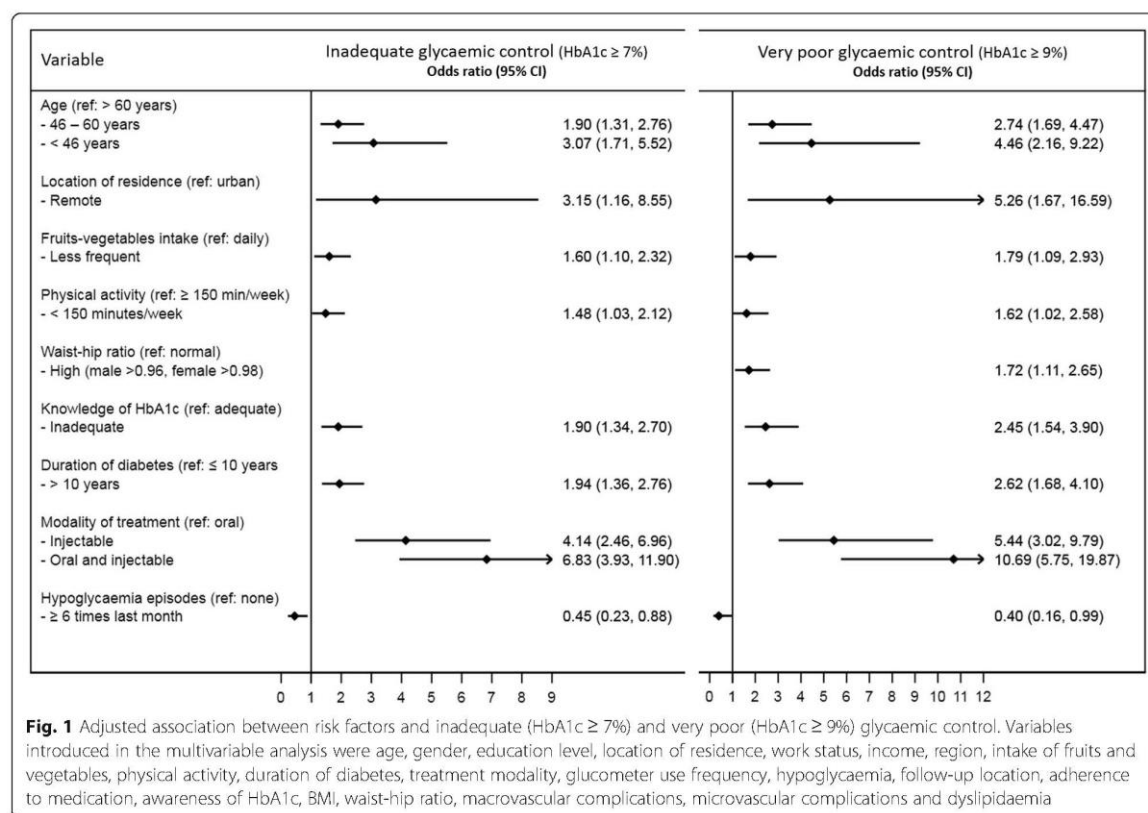 Variable
Inadequate glycaemic control (HbA1c ≥ 7%)
Odds ratio (95% CI)
Very poor glycaemic control (HbA1c ≥ 9%)
Odds ratio (95% CI)
Age (ref: > 60 years)
- 46 – 60 years 1.90 (1.31, 2.76) 2.74 (1.69, 4.47)
- < 46 years 3.07 (1.71, 5.52) 4.46 (2.16, 9.22)
Location of residence (ref: urban)
- Remote 3.15 (1.16, 8.55) 5.26 (1.67, 16.59)
Fruits-vegetables intake (ref: daily)
- Less frequent 1.60 (1.10, 2.32) 1.79 (1.09, 2.93)
Physical activity (ref: ≥ 150 min/week)
- < 150 minutes/week 1.48 (1.03, 2.12) 1.62 (1.02, 2.58)
Waist-hip ratio (ref: normal)
- High (male >0.96, female >0.98) 1.72 (1.11, 2.65)
Knowledge of HbA1c (ref: adequate)
- Inadequate 1.90 (1.34, 2.70) 2.45 (1.54, 3.90)
Duration of diabetes (ref: ≤ 10 years
- > 10 years 1.94 (1.36, 2.76) 2.62 (1.68, 4.10)
Modality of treatment (ref: oral)
- Injectable 4.14 (2.46, 6.96) 5.44 (3.02, 9.79)
- Oral and injectable 6.83 (3.93, 11.90) 10.69 (5.75, 19.87)
Hypoglycaemia episodes (ref: none)
- ≥ 6 times last month 0.45 (0.23, 0.88) 0.40 (0.16, 0.99)
0 1 2 3 4 5 6 7 8 9 0 1 2 3 4 5 6 7 8 9 10 11 12
Fig. 1 Adjusted association between risk factors and inadequate (HbA1c ≥ 7%) and very poor (HbA1c ≥ 9%) glycaemic control. Variables
introduced in the multivariable analysis were age, gender, education level, location of residence, work status, income, region, intake of fruits and
vegetables, physical activity, duration of diabetes, treatment modality, glucometer use frequency, hypoglycaemia, follow-up location, adherence
to medication, awareness of HbA1c, BMI, waist-hip ratio, macrovascular complications, microvascular complications and dyslipidaemia